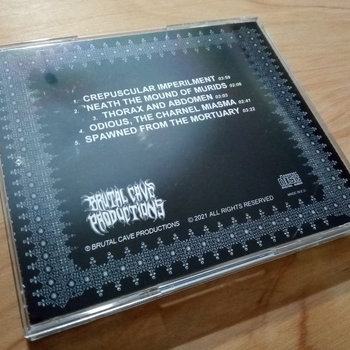 1. CREPUSCULAR IMPERILMENT 03:59
2. 'NEATH THE MOUND OF MURIDS 02:08
3. THORAX AND ABDOMEN 03:03
4. ODIOUS, THE CHARNEL MIASMA 02:41
5. SPAWNED FROM THE MORTUARY 03:22
BRUTAL CAVE
PRODUCTIONS
℗ BRUTAL CAVE PRODUCTIONS © 2021 ALL RIGHTS RESERVED